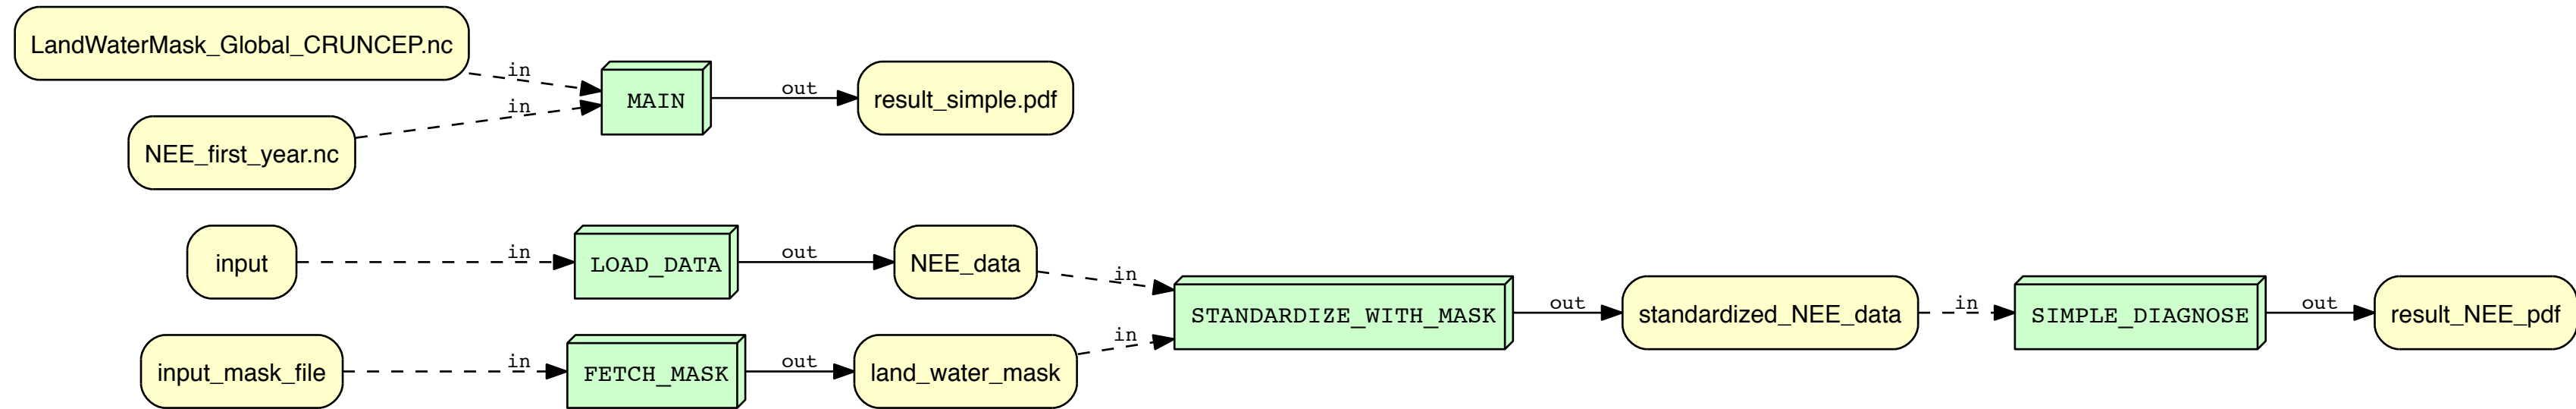 LandWaterMask_Global_CRUNCEP.nc
in
MAIN
out
result_simple.pdf
in
NEE_first_year.nc
input
in
LOAD_DATA
out
NEE_data
in
STANDARDIZE_WITH_MASK
out
standardized_NEE_data
in
SIMPLE_DIAGNOSE
out
result_NEE_pdf
input_mask_file
in
FETCH_MASK
out
land_water_mask
in